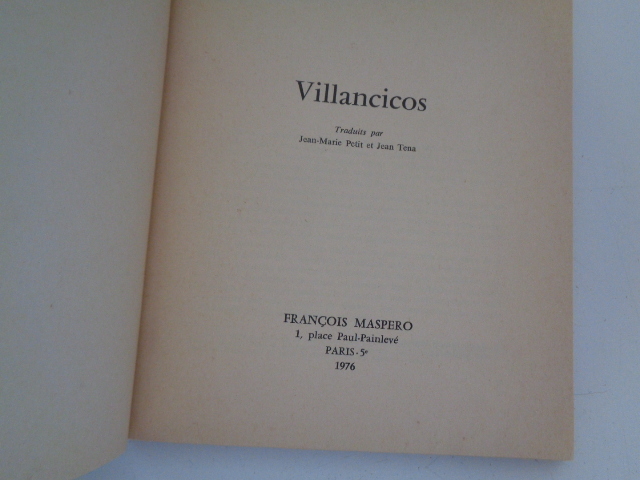 Villancicos
Traduits par
Jean-Marie Petit et Jean Tena
FRANÇOIS MASPERO
1, place Paul-Painlevé
PARIS-5e
1976